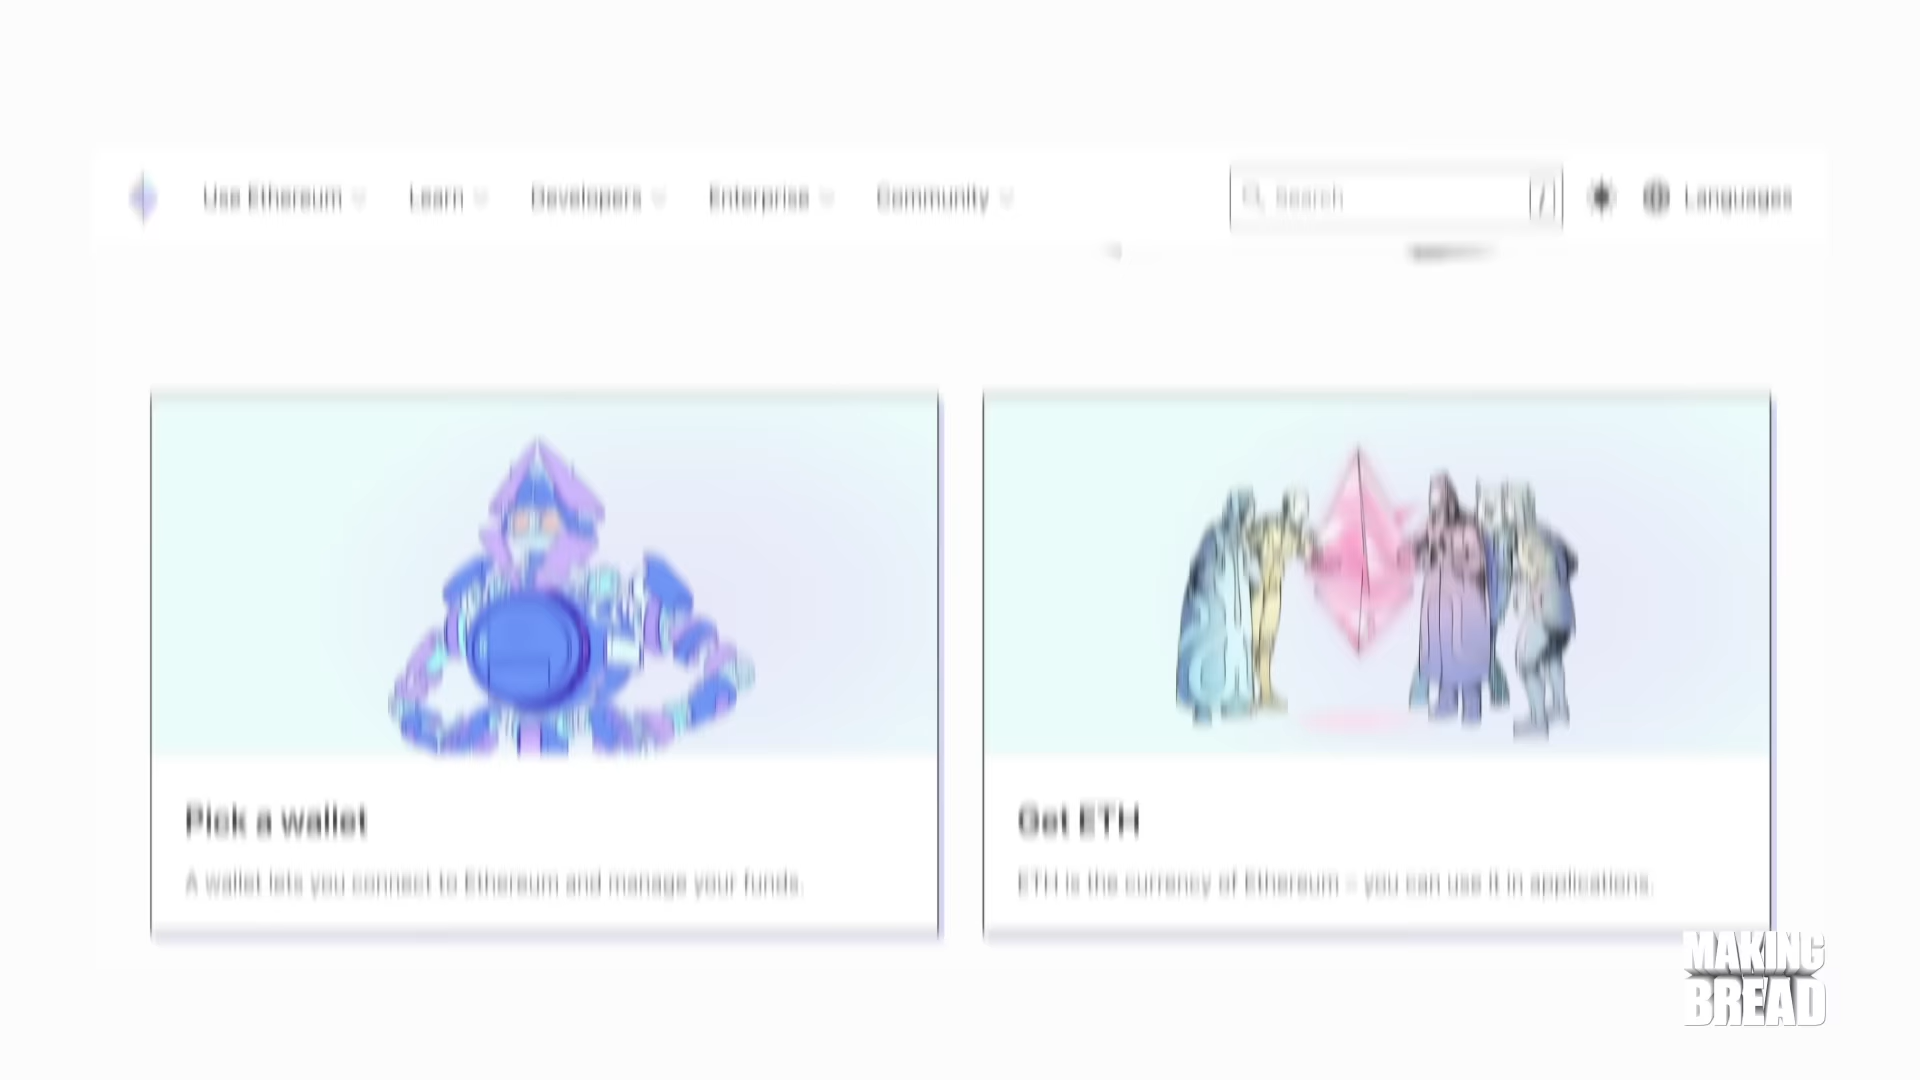 Use Ethereum Learn Developers Enterprise Community Search / Languages
Pick a wallet
A wallet lets you connect to Ethereum and manage your funds.
Get ETH
ETH is the currency of Ethereum – you can use it in applications.
MAKING
BREAD